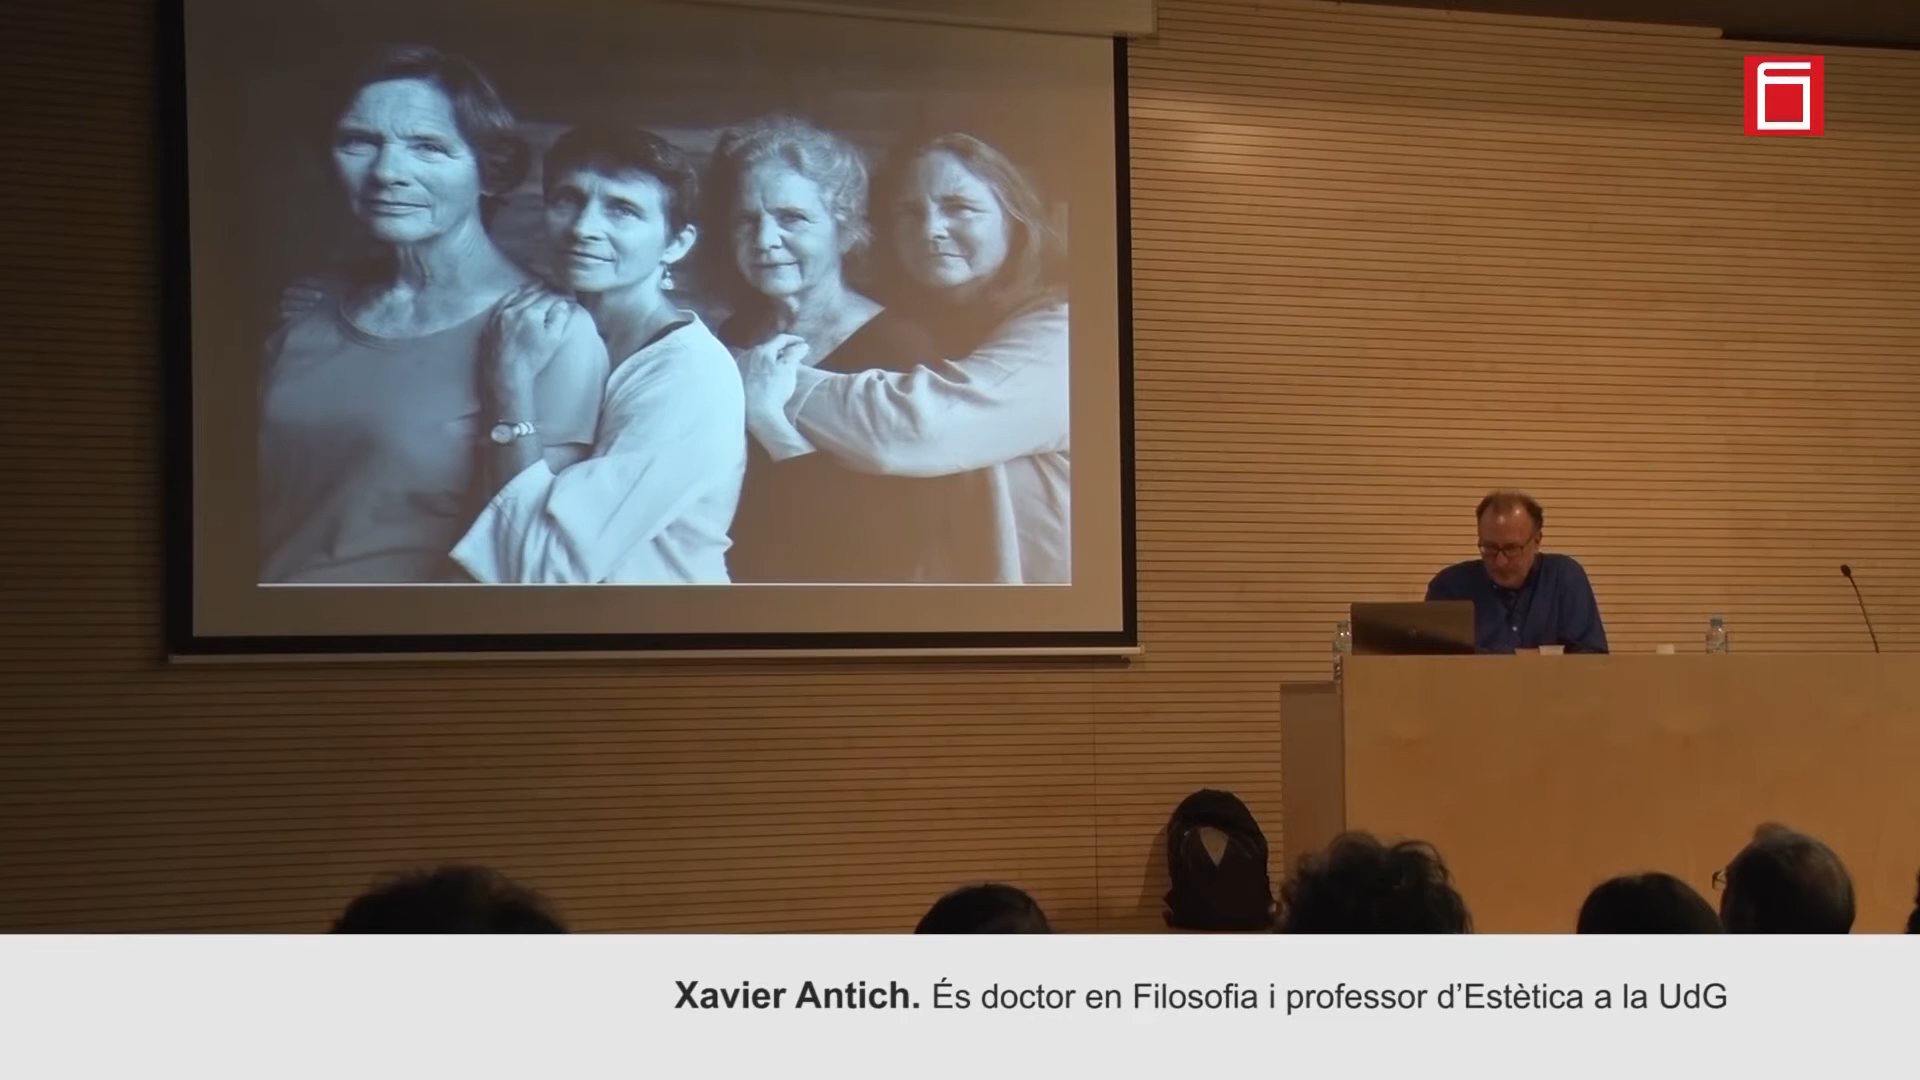 Xavier Antich. És doctor en Filosofia i professor d’Estètica a la UdG